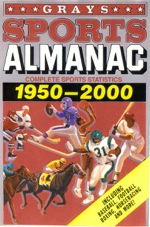 GRAYS
SPORTS
ALMANAC
COMPLETE SPORTS STATISTICS
1950-2000
INCLUDING
BASEBALL, FOOTBALL
BOXING, HORSERACING
AND MORE!